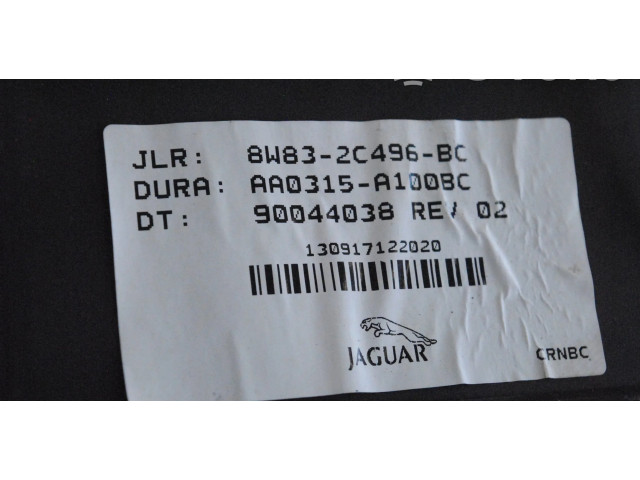 JLR: 8W83-2C496-BC
DURA: AA0315-A100BC
DT: 90044038 REV 02
130917122020
JAGUAR
CRNBC